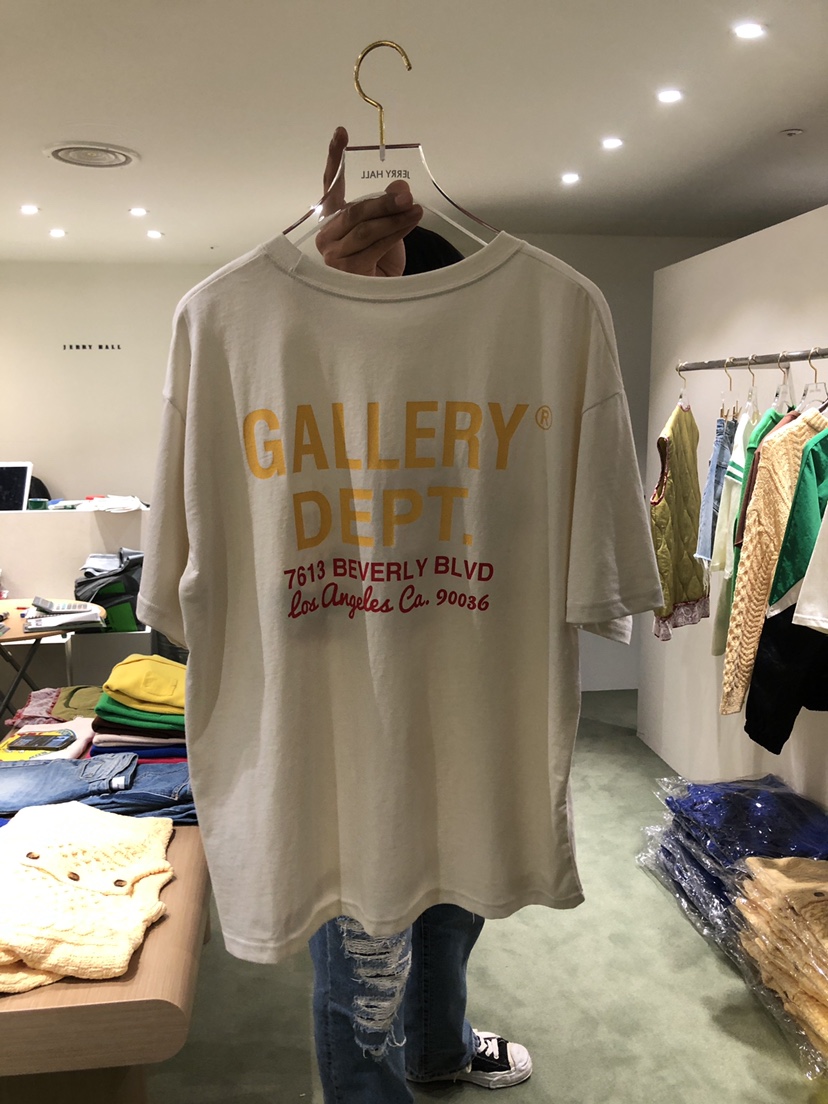 JERRY HALL
JERRY HALL
GALLERY®
DEPT.
7613 BEVERLY BLVD
Los Angeles Ca. 90036